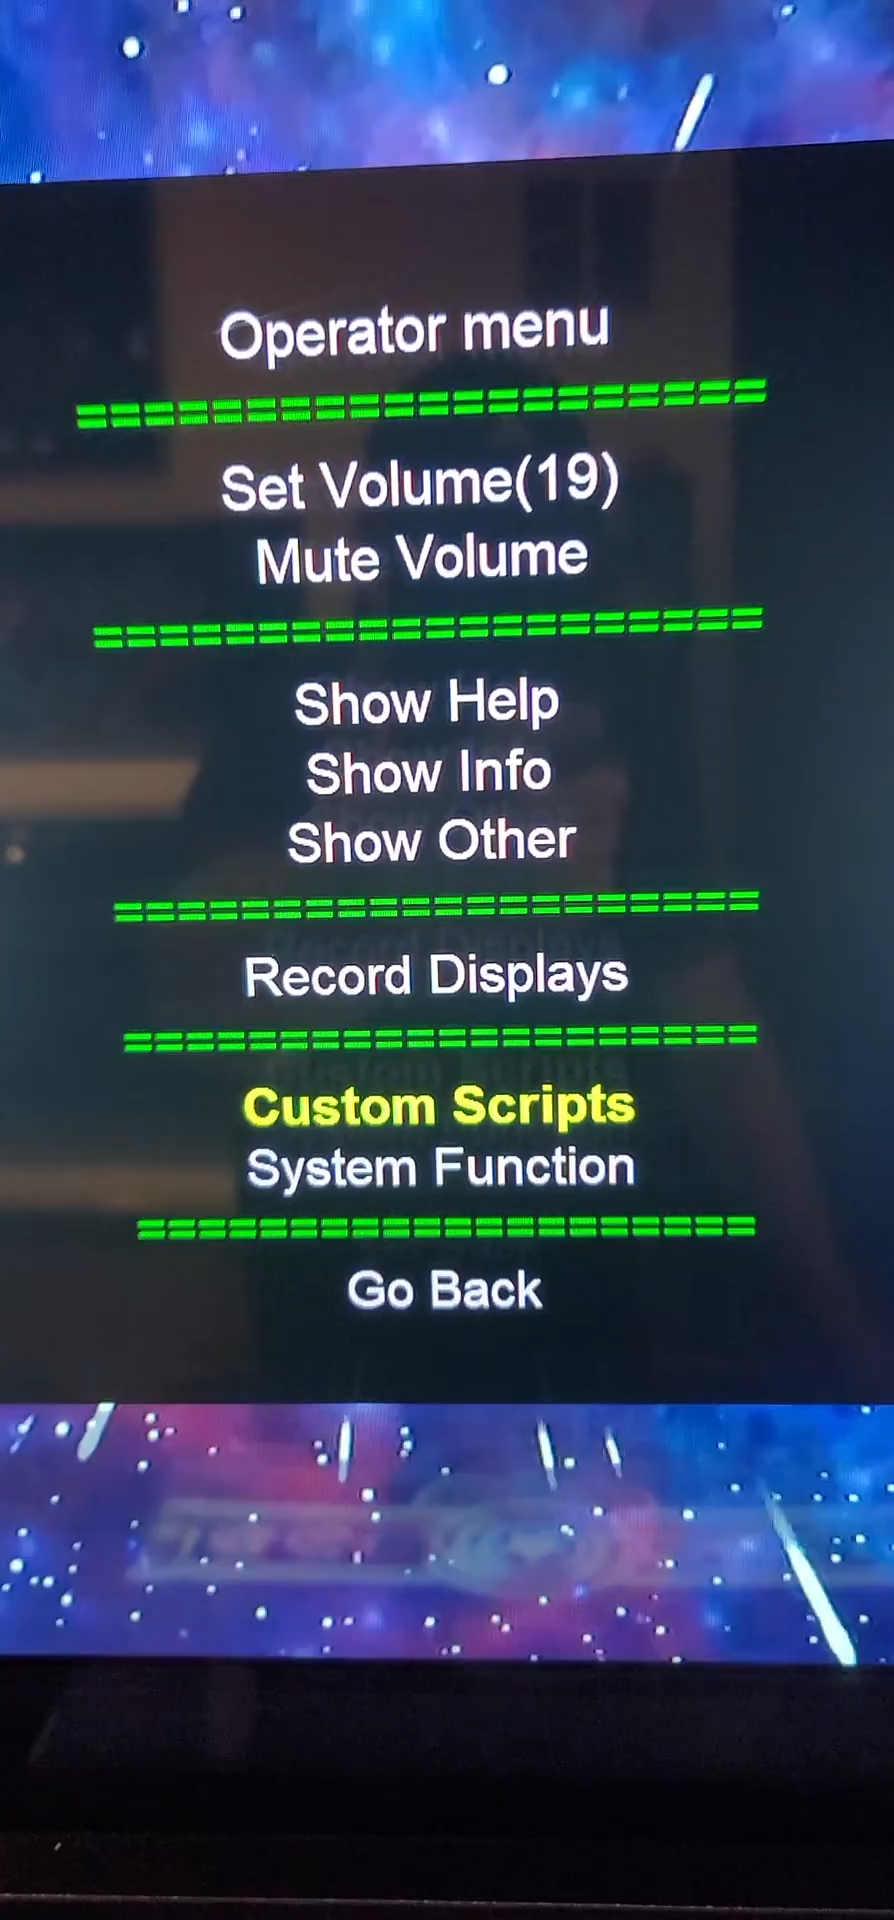 Operator menu
Set Volume(19)
Mute Volume
Show Help
Show Info
Show Other
Record Displays
Custom Scripts
System Function
Go Back